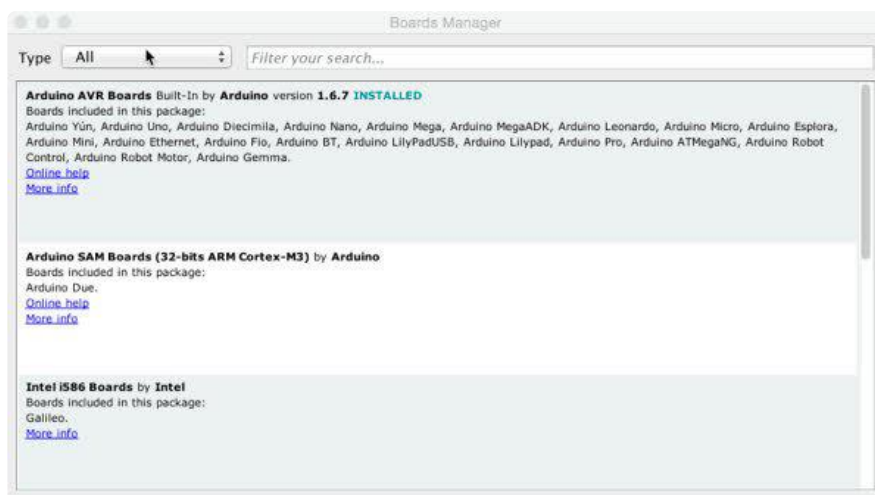 Boards Manager
Type All Filter your search...
Arduino AVR Boards Built-In by Arduino version 1.6.7 INSTALLED
Boards included in this package:
Arduino Yún, Arduino Uno, Arduino Diecimila, Arduino Nano, Arduino Mega, Arduino MegaADK, Arduino Leonardo, Arduino Micro, Arduino Esplora,
Arduino Mini, Arduino Ethernet, Arduino Fio, Arduino BT, Arduino LilyPadUSB, Arduino Lilypad, Arduino Pro, Arduino ATMegaNG, Arduino Robot
Control, Arduino Robot Motor, Arduino Gemma.
Online help
More info
Arduino SAM Boards (32-bits ARM Cortex-M3) by Arduino
Boards included in this package:
Arduino Due.
Online help
More info
Intel i586 Boards by Intel
Boards included in this package:
Galileo.
More info